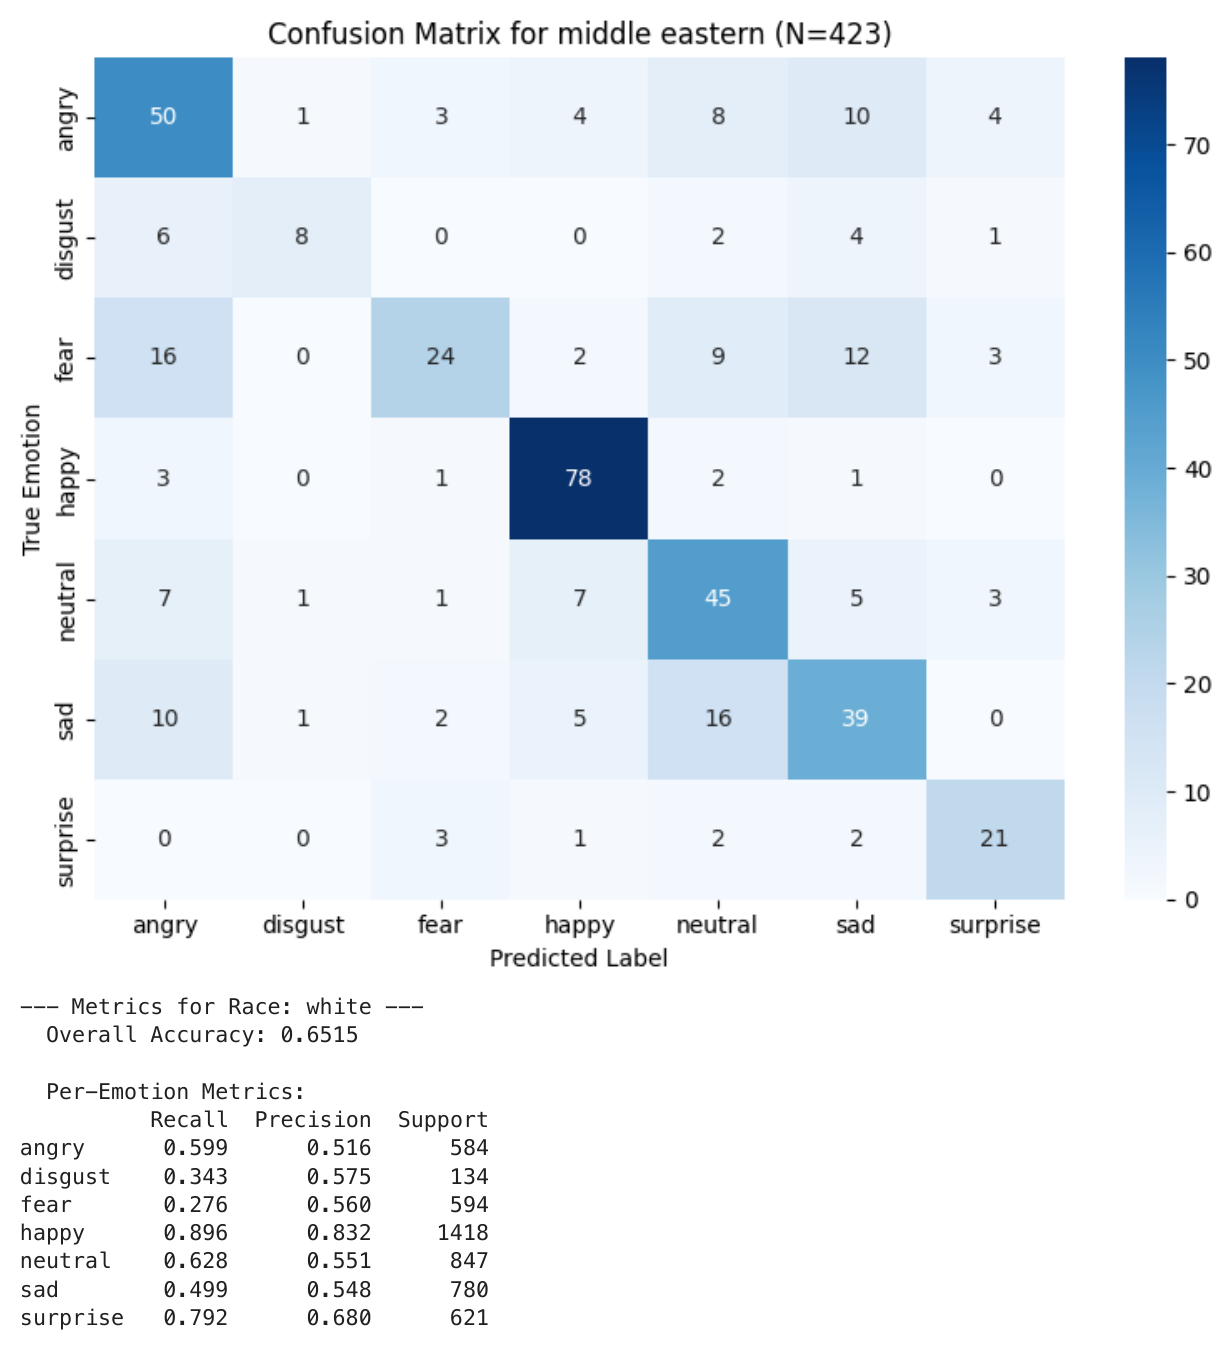 Confusion Matrix for middle eastern (N=423)
angry 50 1 3 4 8 10 4
disgust 6 8 0 0 2 4 1
fear 16 0 24 2 9 12 3
happy 3 0 1 78 2 1 0
neutral 7 1 1 7 45 5 3
sad 10 1 2 5 16 39 0
surprise 0 0 3 1 2 2 21
True Emotion
angry disgust fear happy neutral sad surprise
Predicted Label
70
60
50
40
30
20
10
0
--- Metrics for Race: white ---
Overall Accuracy: 0.6515
Per-Emotion Metrics:
Recall Precision Support
angry 0.599 0.516 584
disgust 0.343 0.575 134
fear 0.276 0.560 594
happy 0.896 0.832 1418
neutral 0.628 0.551 847
sad 0.499 0.548 780
surprise 0.792 0.680 621